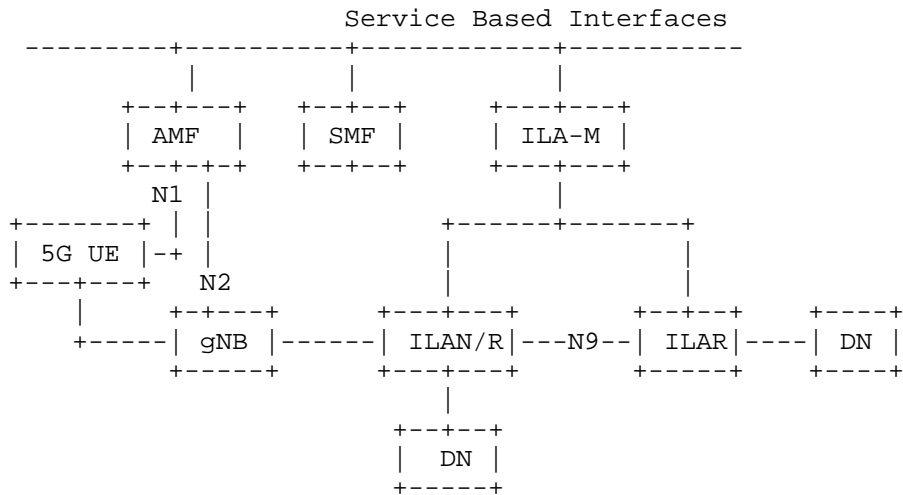 Service Based Interfaces
AMF SMF ILA-M
N1
5G UE
N2
gNB ILAN/R N9 ILAR DN
DN